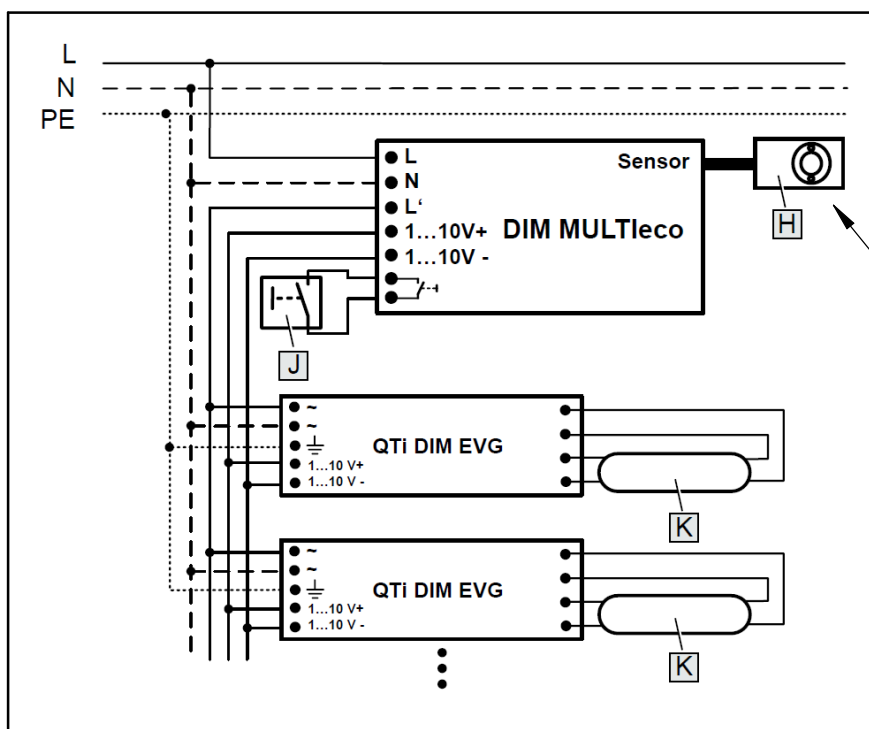 L
N
PE
L
N
L'
1...10V+
1...10V -
DIM MULTIeco
Sensor
H
J
~
~
1...10 V+
1...10 V -
QTi DIM EVG
K
~
~
1...10 V+
1...10 V -
QTi DIM EVG
K